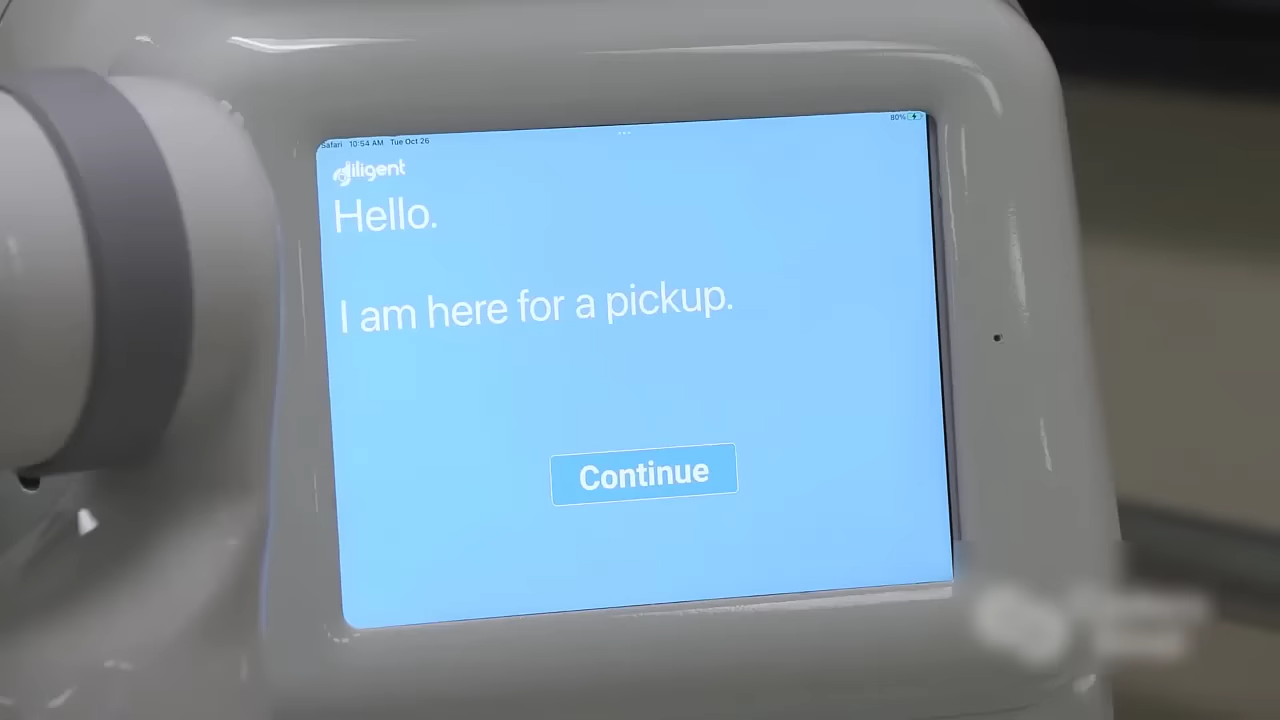 Safari 10:54 AM Tue Oct 26
80%
diligent
Hello.
I am here for a pickup.
Continue